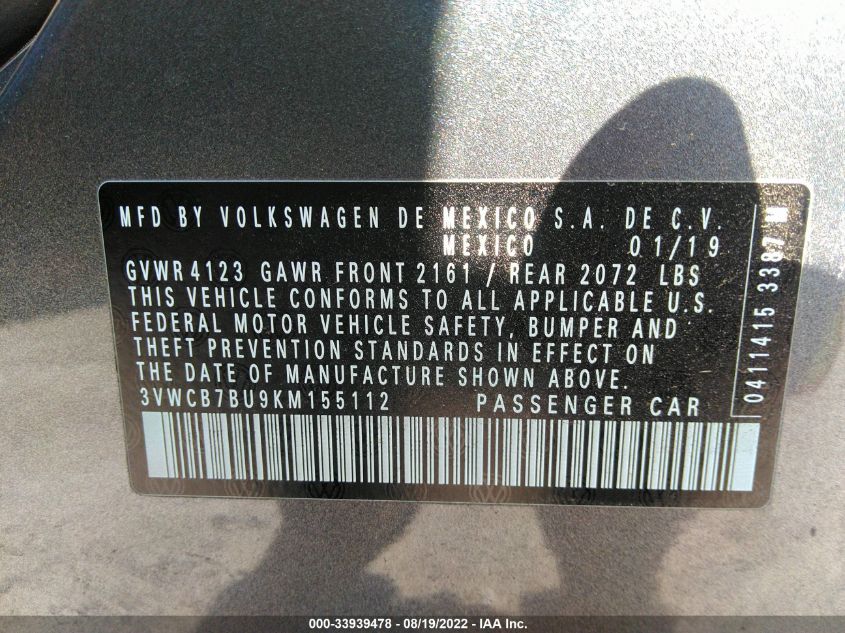 MFD BY VOLKSWAGEN DE MEXICO S.A. DE C.V.
MEXICO 01/19
GVWR 4123 GAWR FRONT 2161 / REAR 2072 LBS
THIS VEHICLE CONFORMS TO ALL APPLICABLE U.S.
FEDERAL MOTOR VEHICLE SAFETY, BUMPER AND
THEFT PREVENTION STANDARDS IN EFFECT ON
THE DATE OF MANUFACTURE SHOWN ABOVE.
3VWCB7BU9KM155112 PASSENGER CAR
0411415 3387 M
000-33939478 - 08/19/2022 - IAA Inc.